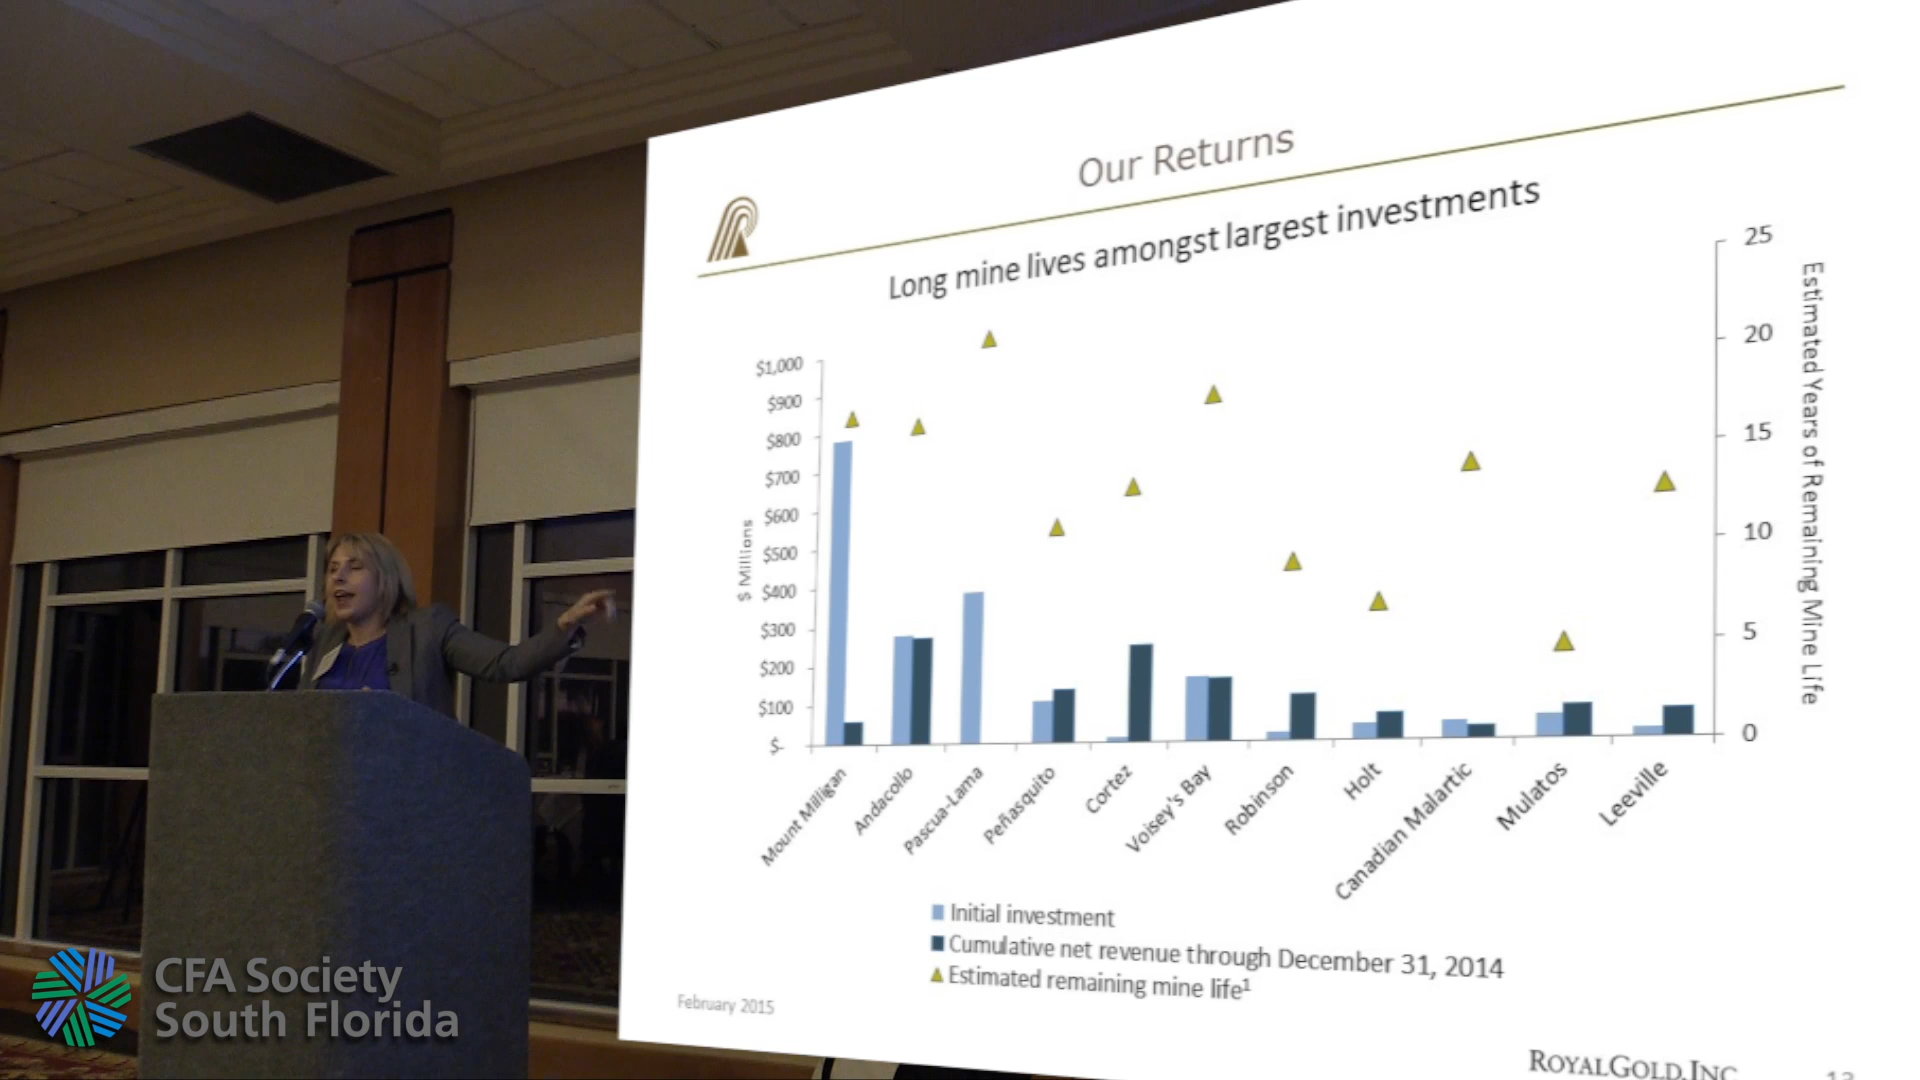 Our Returns
Long mine lives amongst largest investments
$1,000
$900
$800
$700
$600
$500
$400
$300
$200
$100
$-
$ Millions
25
20
15
10
5
0
Estimated Years of Remaining Mine Life
Mount Milligan
Andacollo
Pascua-Lama
Peñasquito
Cortez
Voisey's Bay
Robinson
Holt
Canadian Malartic
Mulatos
Leeville
Initial investment
Cumulative net revenue through December 31, 2014
Estimated remaining mine life¹
February 2015
ROYALGOLD, INC
CFA Society
South Florida